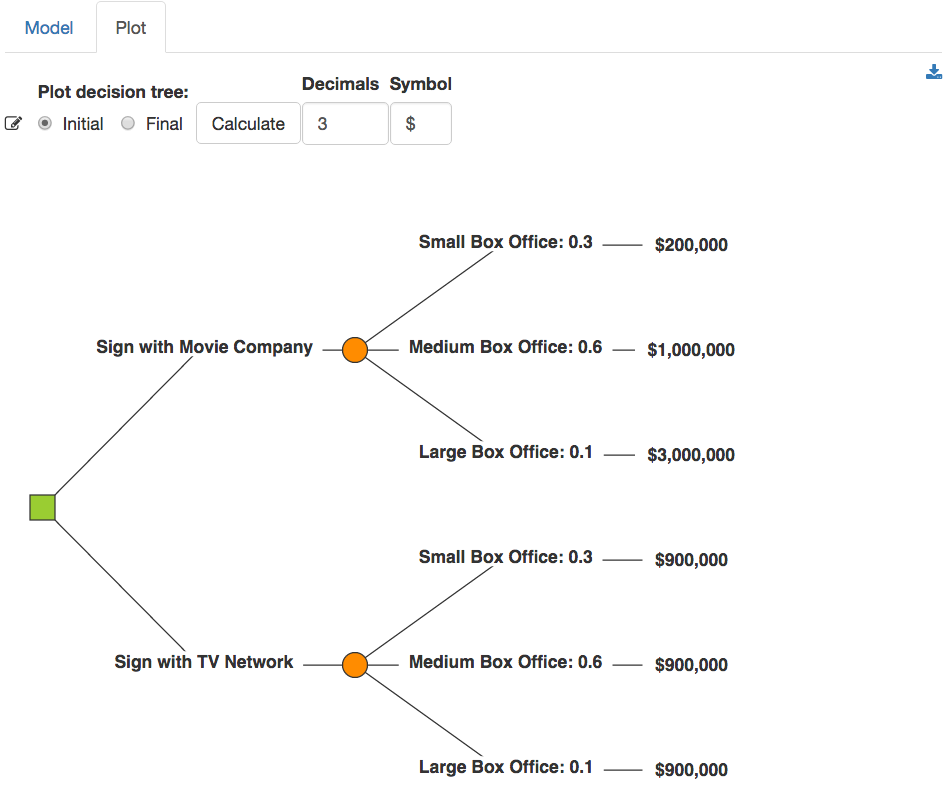 Model Plot
Decimals Symbol
Plot decision tree:
Initial Final Calculate 3 $
Small Box Office: 0.3 $200,000
Sign with Movie Company Medium Box Office: 0.6 $1,000,000
Large Box Office: 0.1 $3,000,000
Small Box Office: 0.3 $900,000
Sign with TV Network Medium Box Office: 0.6 $900,000
Large Box Office: 0.1 $900,000